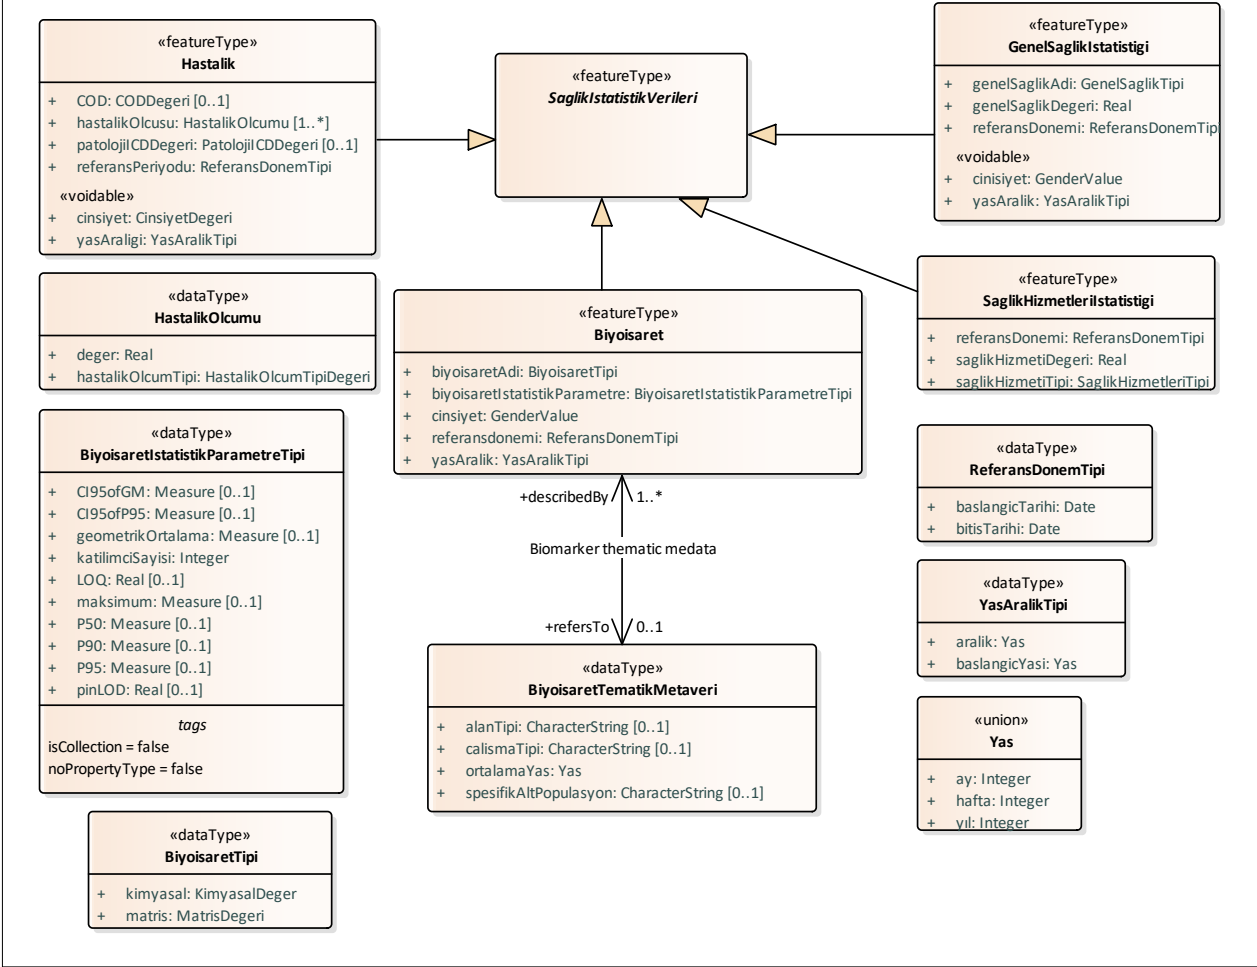 «featureType»
Hastalik
+ COD: CODDegeri [0..1]
+ hastalikOlcusu: HastalikOlcumu [1..*]
+ patolojiICDDegeri: PatolojiICDDegeri [0..1]
+ referansPeriyodu: ReferansDonemTipi
«voidable»
+ cinsiyet: CinsiyetDegeri
+ yasAraligi: YasAralikTipi
«featureType»
SaglikIstatistikVerileri
«featureType»
GenelSaglikIstatistigi
+ genelSaglikAdi: GenelSaglikTipi
+ genelSaglikDegeri: Real
+ referansDonemi: ReferansDonemTipi
«voidable»
+ cinisiyet: GenderValue
+ yasAralik: YasAralikTipi
«dataType»
HastalikOlcumu
+ deger: Real
+ hastalikOlcumTipi: HastalikOlcumTipiDegeri
«featureType»
Biyoisaret
+ biyoisaretAdi: BiyoisaretTipi
+ biyoisaretIstatistikParametre: BiyoisaretIstatistikParametreTipi
+ cinsiyet: GenderValue
+ referansdonemi: ReferansDonemTipi
+ yasAralik: YasAralikTipi
«featureType»
SaglikHizmetleriIstatistigi
+ referansDonemi: ReferansDonemTipi
+ saglikHizmetiDegeri: Real
+ saglikHizmetiTipi: SaglikHizmetleriTipi
«dataType»
BiyoisaretIstatistikParametreTipi
+ CI95ofGM: Measure [0..1]
+ CI95ofP95: Measure [0..1]
+ geometrikOrtalama: Measure [0..1]
+ katilimciSayisi: Integer
+ LOQ: Real [0..1]
+ maksimum: Measure [0..1]
+ P50: Measure [0..1]
+ P90: Measure [0..1]
+ P95: Measure [0..1]
+ pinLOD: Real [0..1]
tags
isCollection = false
noPropertyType = false
+describedBy 1..*
Biomarker thematic medata
+refersTo 0..1
«dataType»
ReferansDonemTipi
+ baslangicTarihi: Date
+ bitisTarihi: Date
«dataType»
YasAralikTipi
+ aralik: Yas
+ baslangicYasi: Yas
«dataType»
BiyoisaretTematikMetaveri
+ alanTipi: CharacterString [0..1]
+ calismaTipi: CharacterString [0..1]
+ ortalamaYas: Yas
+ spesifikAltPopulasyon: CharacterString [0..1]
«union»
Yas
+ ay: Integer
+ hafta: Integer
+ yıl: Integer
«dataType»
BiyoisaretTipi
+ kimyasal: KimyasalDeger
+ matris: MatrisDegeri